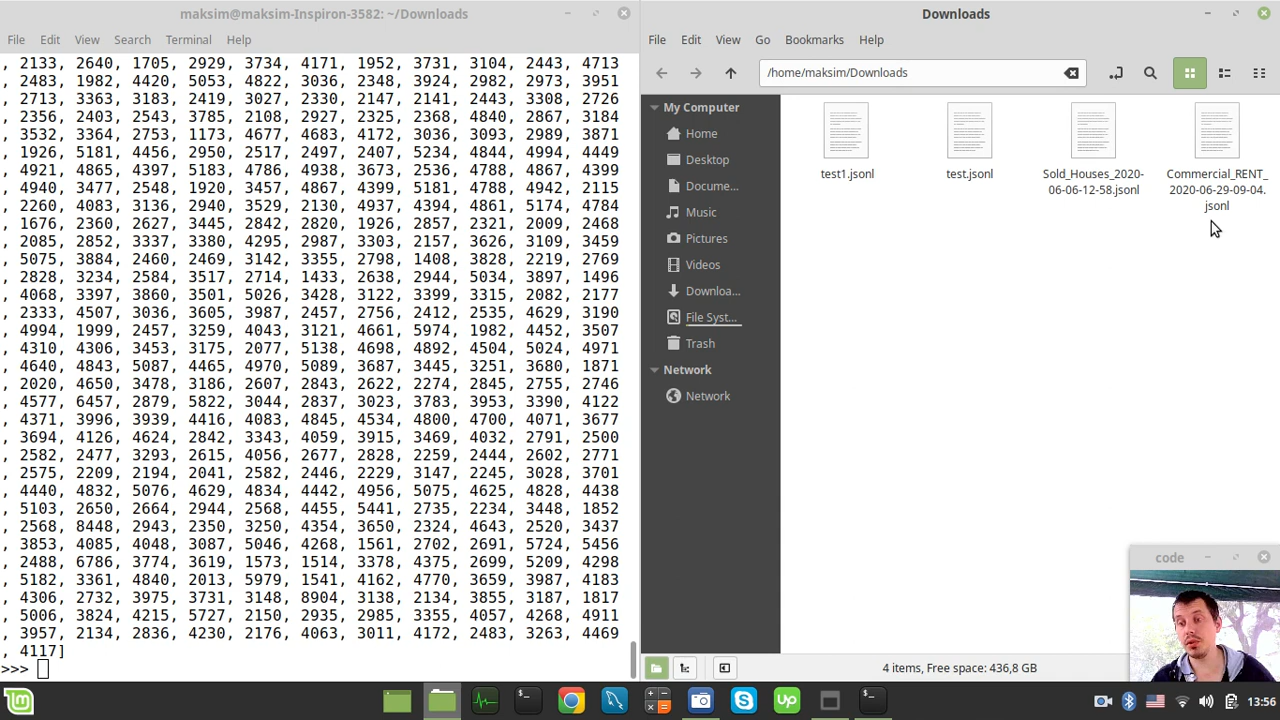 maksim@maksim-Inspiron-3582: ~/Downloads
File Edit View Search Terminal Help
, 2133, 2640, 1705, 2929, 3734, 4171, 1952, 3731, 3104, 2443, 4713
, 2483, 1982, 4420, 5053, 4822, 3036, 2348, 3924, 2982, 2973, 3951
, 2713, 3363, 3183, 2419, 3027, 2330, 2147, 2141, 2443, 3308, 2726
, 2356, 2403, 2543, 3785, 2108, 2927, 2325, 2368, 4840, 2867, 3184
, 3532, 3364, 2753, 1173, 4677, 4683, 4172, 3036, 3093, 2989, 3871
, 1926, 5181, 4705, 2950, 2717, 2497, 2407, 5234, 4844, 4994, 4449
, 4921, 4865, 4397, 5183, 4786, 4938, 3673, 2536, 4788, 4867, 4399
, 4940, 3477, 2548, 1920, 3457, 4867, 4399, 5181, 4788, 4942, 2115
, 2260, 4083, 3136, 2940, 3529, 2130, 4937, 4394, 4861, 5174, 4784
, 1676, 2360, 2627, 3445, 2842, 2820, 1926, 2857, 2321, 2009, 2468
, 2085, 2852, 3337, 3380, 4295, 2987, 3303, 2157, 3626, 3109, 3459
, 5075, 3884, 2460, 2469, 3142, 3355, 2798, 1408, 3828, 2219, 2769
, 2828, 3234, 2584, 3517, 2714, 1433, 2638, 2944, 5034, 3897, 1496
, 4068, 3397, 3860, 3501, 5026, 3428, 3122, 3399, 3315, 2082, 2177
, 2333, 4507, 3036, 3605, 3987, 2457, 2756, 2412, 2535, 4629, 3190
, 4394, 1999, 2457, 3259, 4043, 3121, 4661, 5974, 1982, 4452, 3507
, 4310, 4306, 3453, 3175, 2077, 5138, 4698, 4892, 4504, 5024, 4971
, 4640, 4843, 5087, 4465, 4970, 5089, 3687, 3445, 3251, 3680, 1871
, 2020, 4650, 3478, 3186, 2607, 2843, 2622, 2274, 2845, 2755, 2746
, 4577, 6457, 2879, 5822, 3044, 2837, 3023, 3783, 3953, 3390, 4122
, 4371, 3996, 3939, 4416, 4083, 4845, 4534, 4800, 4700, 4071, 3677
, 3694, 4126, 4624, 2842, 3343, 4059, 3915, 3469, 4032, 2791, 2500
, 2582, 2477, 3293, 2615, 4056, 2677, 2828, 2259, 2444, 2602, 2771
, 2575, 2209, 2194, 2041, 2582, 2446, 2229, 3147, 2245, 3028, 3701
, 4440, 4832, 5076, 4629, 4834, 4442, 4956, 5075, 4625, 4828, 4438
, 5103, 2650, 2664, 2944, 2568, 4455, 5441, 2735, 2234, 3448, 1852
, 2568, 8448, 2943, 2350, 3250, 4354, 3650, 2324, 4643, 2520, 3437
, 3853, 4085, 4048, 3087, 5046, 4268, 1561, 2702, 2691, 5724, 5456
, 2488, 6786, 3774, 3619, 1573, 1514, 3378, 4375, 2699, 5209, 4298
, 5182, 3361, 4840, 2013, 5979, 1541, 4162, 4770, 3659, 3987, 4183
, 4306, 2732, 3975, 3731, 3148, 8904, 3138, 2134, 3855, 3187, 1817
, 5006, 3824, 4215, 5727, 2150, 2935, 2985, 3355, 4057, 4268, 4911
, 3957, 2134, 2836, 4230, 2176, 4063, 3011, 4172, 2483, 3263, 4469
, 4117]
>>>
Downloads
File Edit View Go Bookmarks Help
/home/maksim/Downloads
My Computer
Home
Desktop
Docume...
Music
Pictures
Videos
Downloa...
File Syst...
Trash
Network
Network
test1.jsonl
test.jsonl
Sold_Houses_2020-
06-06-12-58.jsonl
Commercial_RENT_
2020-06-29-09-04.
jsonl
4 items, Free space: 436,8 GB
code
Up
13:56